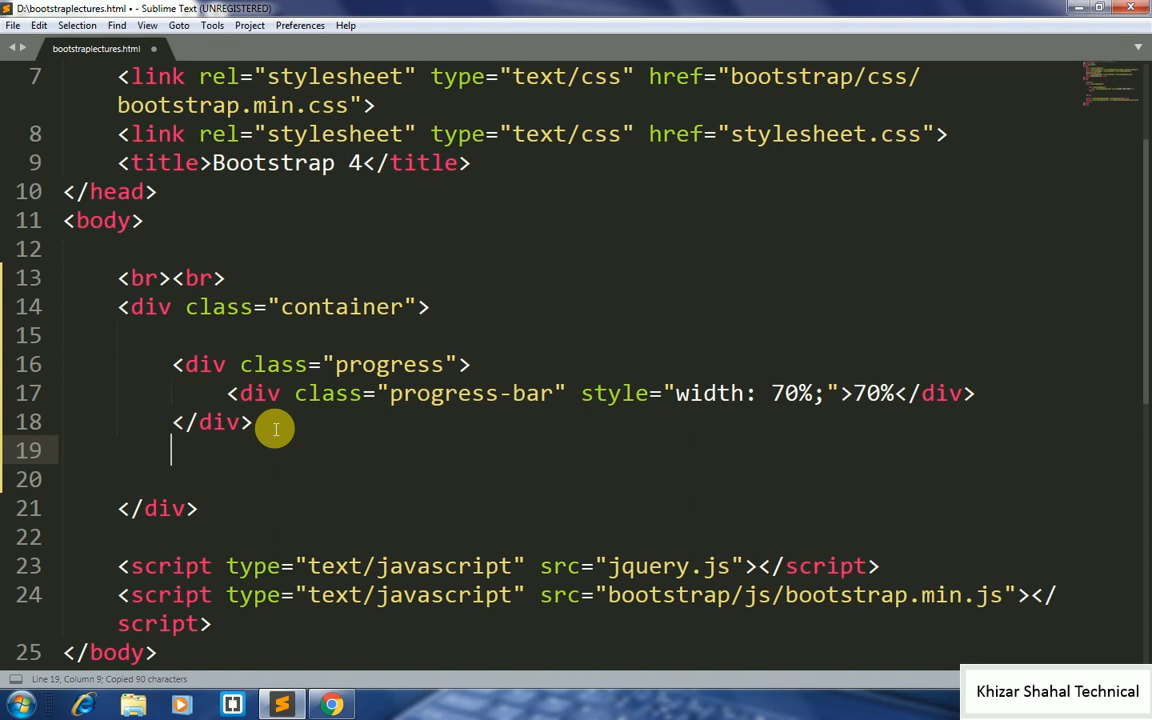 D:\bootstraplectures.html • - Sublime Text (UNREGISTERED)
File Edit Selection Find View Goto Tools Project Preferences Help
bootstraplectures.html
7 <link rel="stylesheet" type="text/css" href="bootstrap/css/
bootstrap.min.css">
8 <link rel="stylesheet" type="text/css" href="stylesheet.css">
9 <title>Bootstrap 4</title>
10 </head>
11 <body>
12
13 <br><br>
14 <div class="container">
15
16 <div class="progress">
17 <div class="progress-bar" style="width: 70%;">70%</div>
18 </div>
19
20
21 </div>
22
23 <script type="text/javascript" src="jquery.js"></script>
24 <script type="text/javascript" src="bootstrap/js/bootstrap.min.js"></
script>
25 </body>
Line 19, Column 9; Copied 90 characters
Khizar Shahal Technical